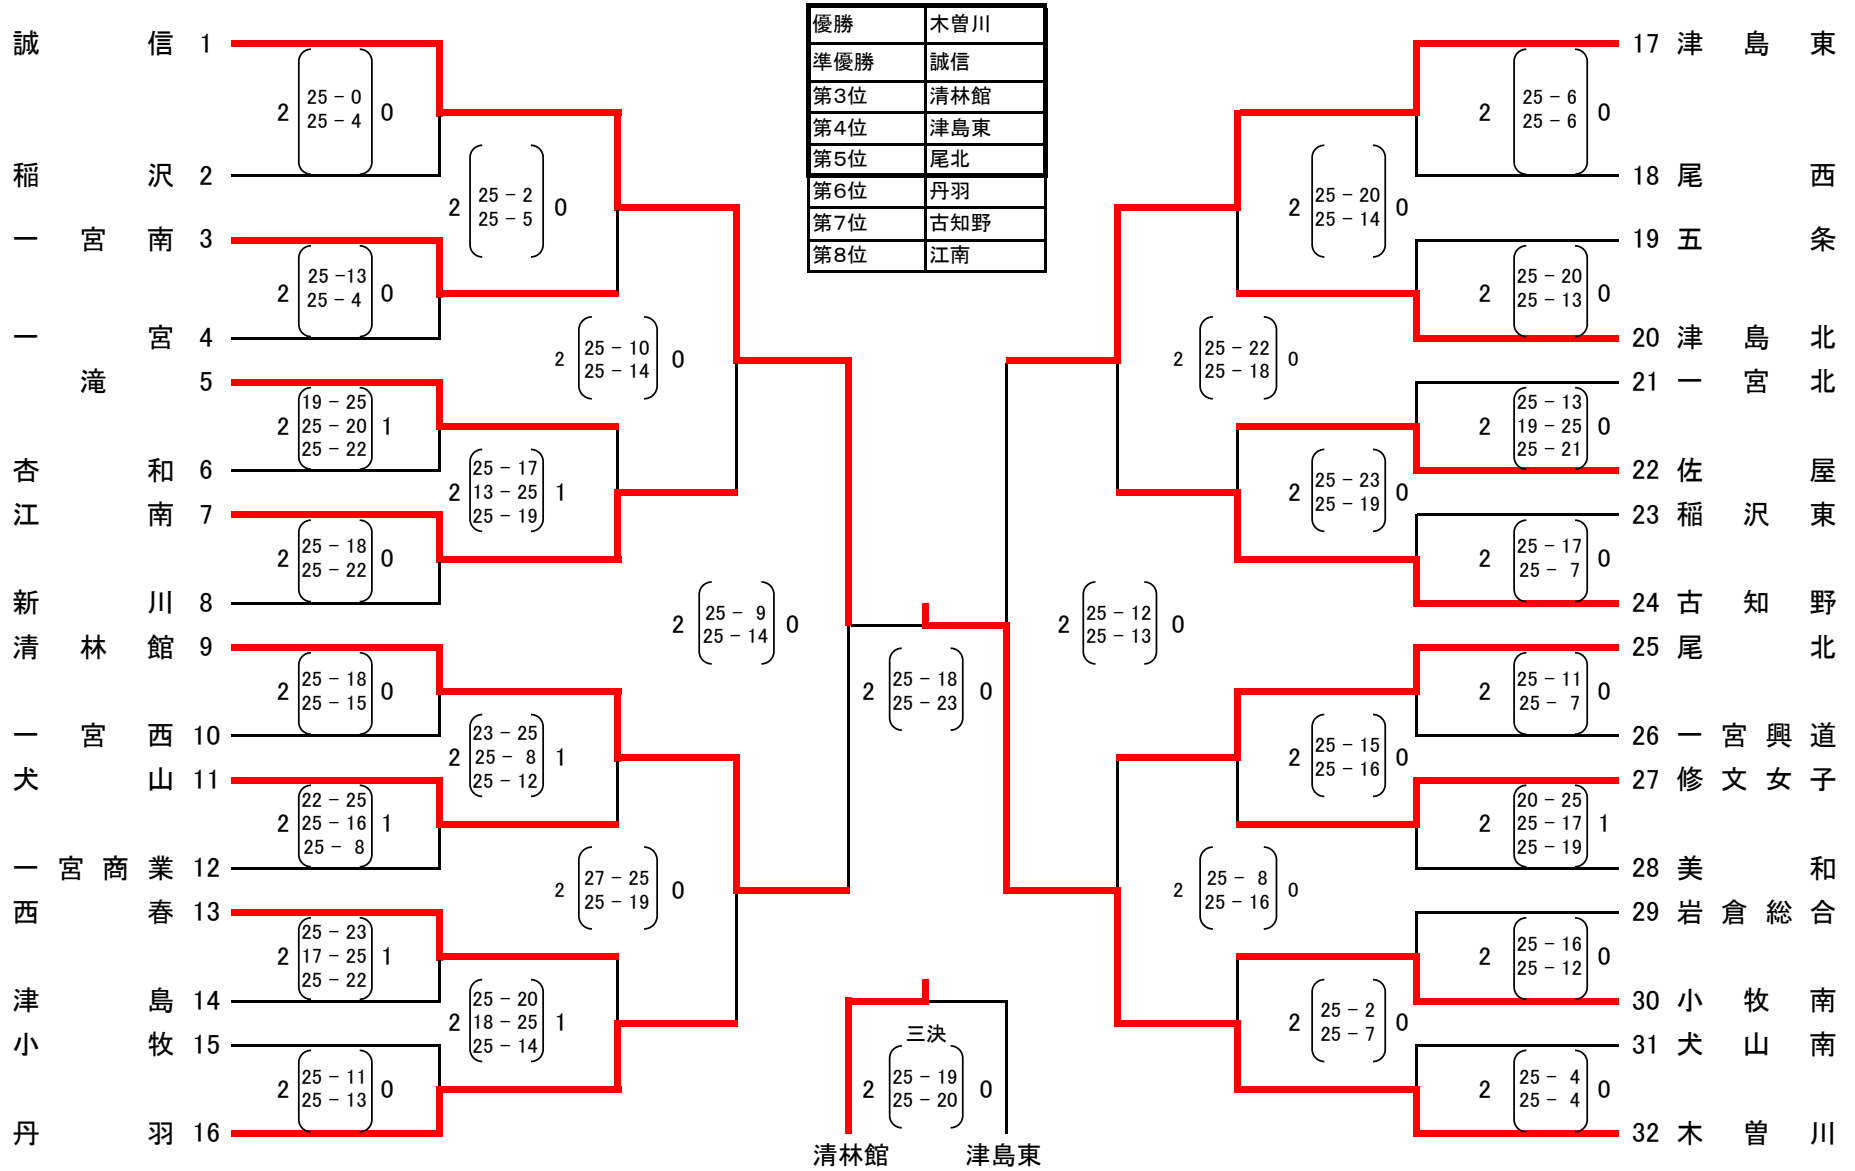 優勝 木曽川
準優勝 誠信
第3位 清林館
第4位 津島東
第5位 尾北
第6位 丹羽
第7位 古知野
第8位 江南
誠信 1
2 25－0 0
25－4
稲沢 2
2 25－2 0
25－5
一宮南 3
2 25－13 0
25－4
一宮 4
2 25－10 0
25－14
滝 5
2 19－25 1
25－20
25－22
杏和 6
2 25－17 1
13－25
25－19
江南 7
2 25－18 0
25－22
新川 8
2 25－9 0
25－14
清林館 9
2 25－18 0
25－15
一宮西 10
2 23－25 1
25－8
25－12
犬山 11
2 22－25 1
25－16
25－8
一宮商業 12
2 27－25 0
25－19
西春 13
2 25－23 1
17－25
25－22
津島 14
2 25－20 1
18－25
25－14
小牧 15
2 25－11 0
25－13
丹羽 16
2 25－18 0
25－23
三決
2 25－19 0
25－20
清林館 津島東
17 津島東
2 25－6 0
25－6
18 尾西
2 25－20 0
25－14
19 五条
2 25－20 0
25－13
20 津島北
2 25－22 0
25－18
21 一宮北
2 25－13 0
19－25
25－21
22 佐屋
2 25－23 0
25－19
23 稲沢東
2 25－17 0
25－7
24 古知野
2 25－12 0
25－13
25 尾北
2 25－11 0
25－7
26 一宮興道
2 25－15 0
25－16
27 修文女子
2 20－25 1
25－17
25－19
28 美和
2 25－8 0
25－16
29 岩倉総合
2 25－16 0
25－12
30 小牧南
2 25－2 0
25－7
31 犬山南
2 25－4 0
25－4
32 木曽川